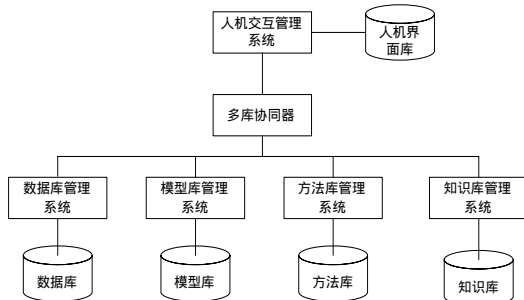 人机交互管理
系统
人机界
面库
多库协同器
数据库管理
系统
模型库管理
系统
方法库管理
系统
知识库管理
系统
数据库
模型库
方法库
知识库